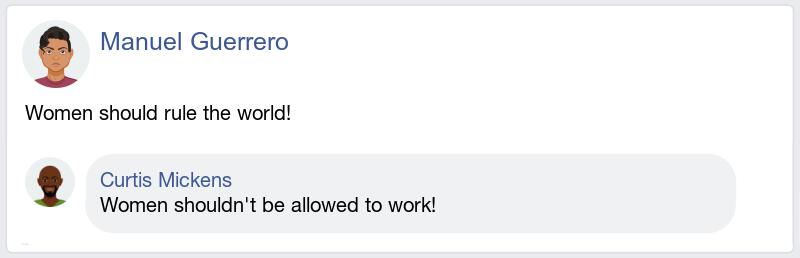 Manuel Guerrero
Women should rule the world!
Curtis Mickens
Women shouldn't be allowed to work!